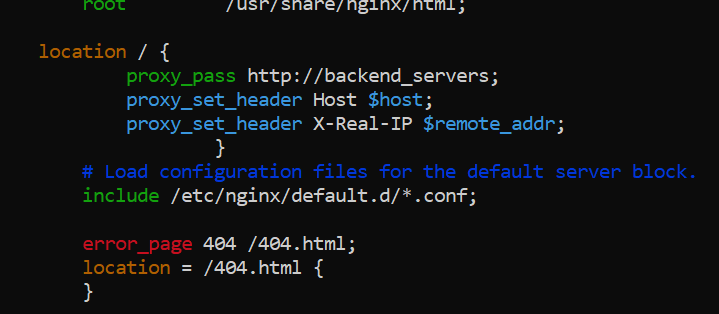 root /usr/share/nginx/html;
location / {
proxy_pass http://backend_servers;
proxy_set_header Host $host;
proxy_set_header X-Real-IP $remote_addr;
}
# Load configuration files for the default server block.
include /etc/nginx/default.d/*.conf;
error_page 404 /404.html;
location = /404.html {
}